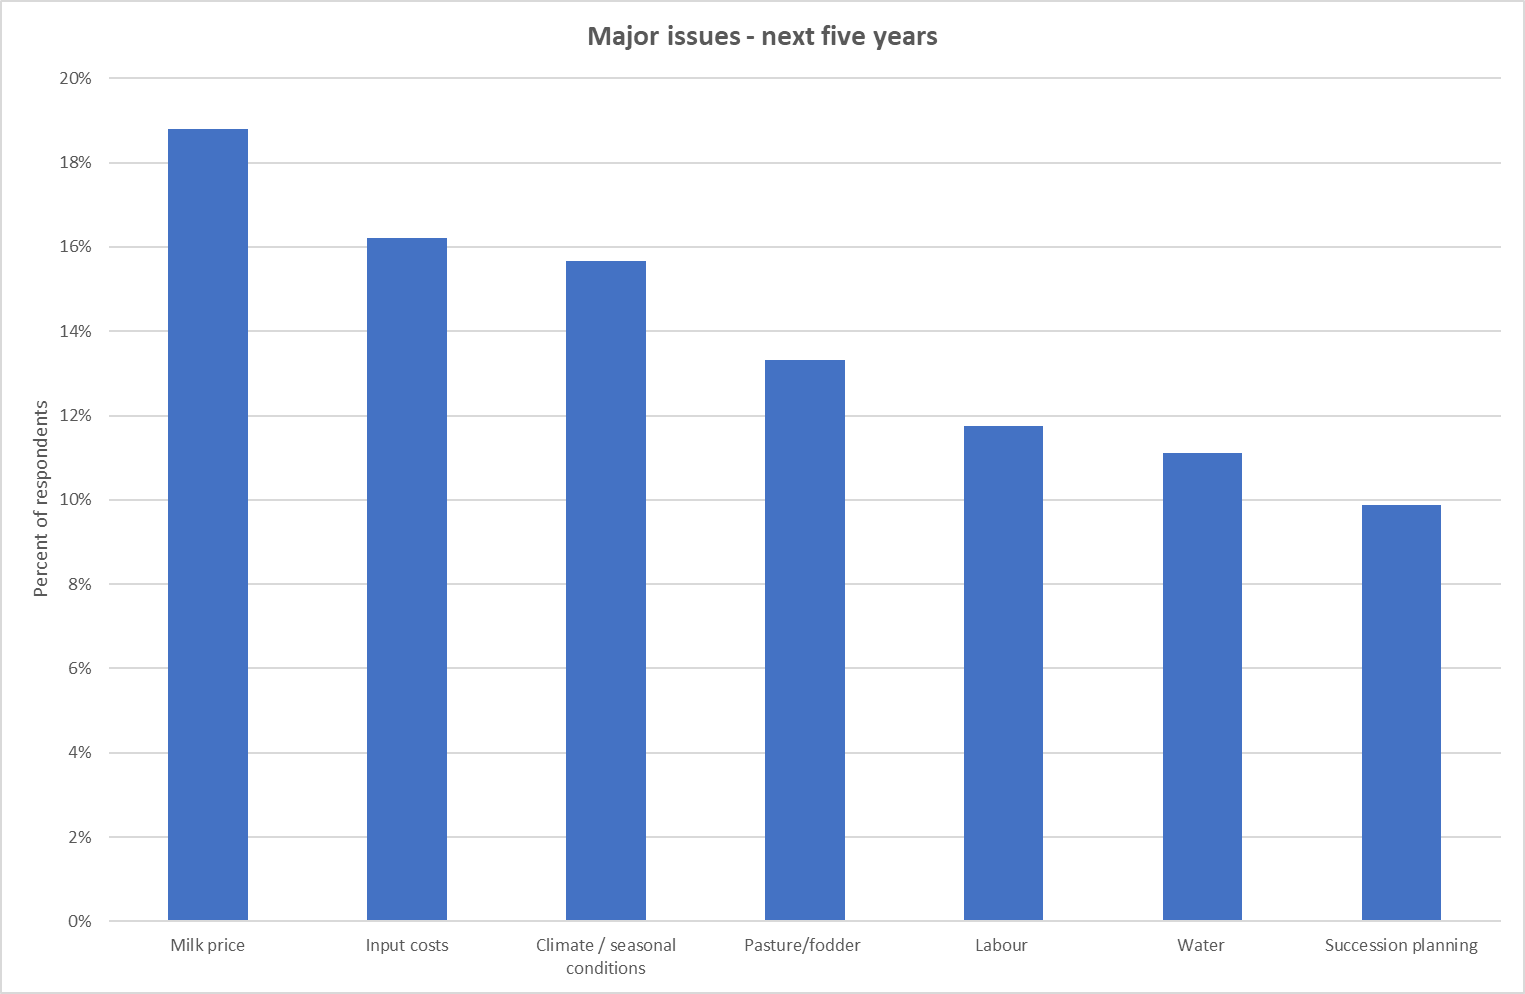 Major issues - next five years
20%
18%
16%
14%
12%
10%
8%
6%
4%
2%
0%
Percent of respondents
Milk price
Input costs
Climate / seasonal
conditions
Pasture/fodder
Labour
Water
Succession planning